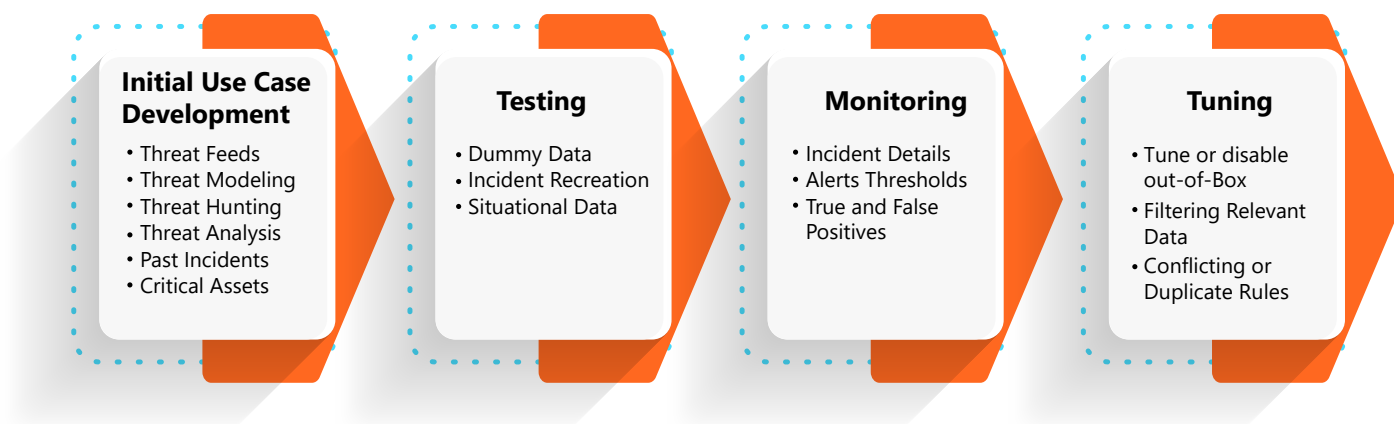 Initial Use Case
Development
• Threat Feeds
• Threat Modeling
• Threat Hunting
• Threat Analysis
• Past Incidents
• Critical Assets
Testing
• Dummy Data
• Incident Recreation
• Situational Data
Monitoring
• Incident Details
• Alerts Thresholds
• True and False
Positives
Tuning
• Tune or disable
out-of-Box
• Filtering Relevant
Data
• Conflicting or
Duplicate Rules